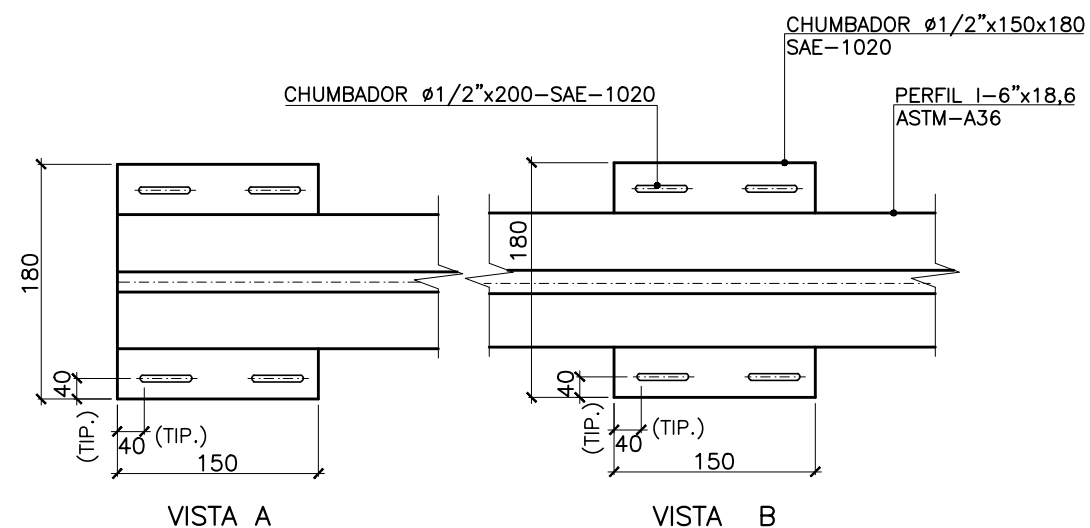 CHUMBADOR ø1/2"x150x180
SAE-1020
CHUMBADOR ø1/2"x200-SAE-1020
PERFIL I-6"x18,6
ASTM-A36
180
180
40
(TIP.)
40
(TIP.)
150
40
(TIP.)
40
(TIP.)
150
VISTA A
VISTA B